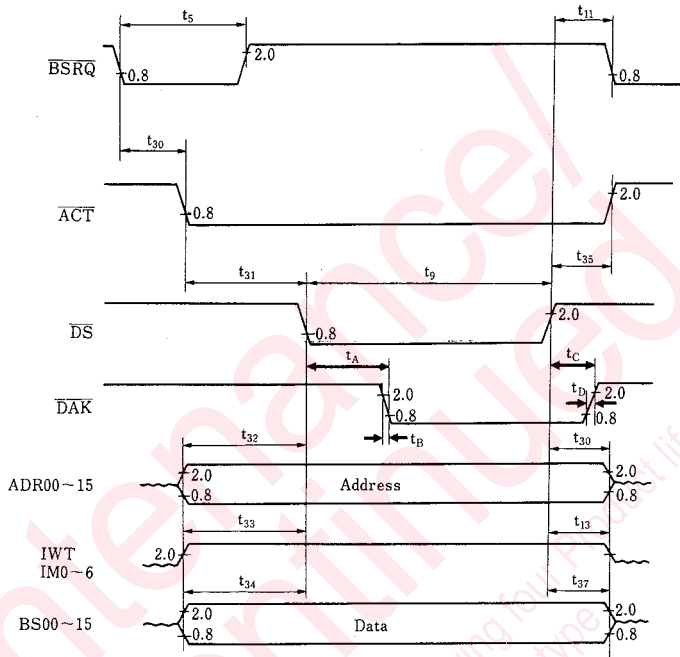 t5
t11
BSRQ
0.8
2.0
0.8
t30
ACT
0.8
2.0
t31
t9
t35
DS
0.8
2.0
tA
tC
DAK
2.0
0.8
tB
tD
2.0
0.8
t32
t30
ADR00~15
2.0
0.8
Address
2.0
0.8
t33
t13
IWT
IM0~6
2.0
t34
t37
BS00~15
2.0
0.8
Data
2.0
0.8